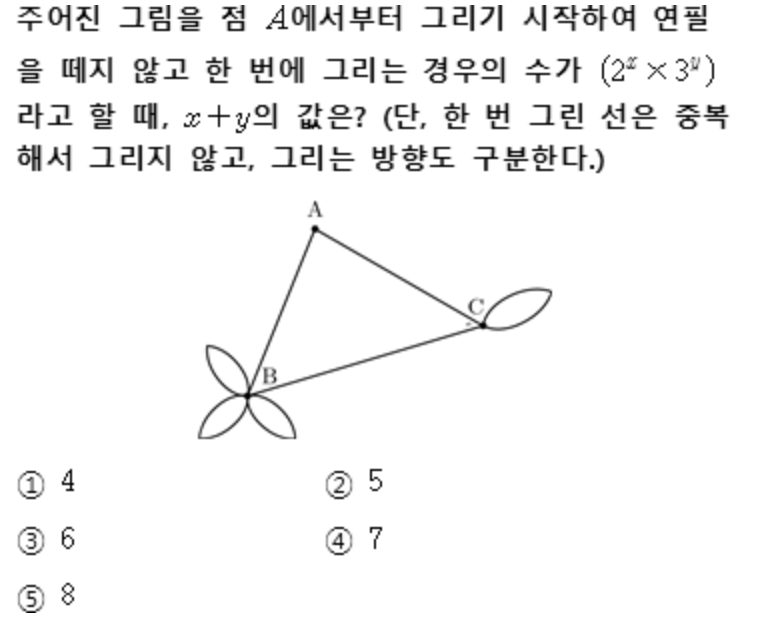 주어진 그림을 점 A에서부터 그리기 시작하여 연필
을 떼지 않고 한 번에 그리는 경우의 수가 (2^x × 3^y)
라고 할 때, x+y의 값은? (단, 한 번 그린 선은 중복
해서 그리지 않고, 그리는 방향도 구분한다.)
A
C
B
① 4 ② 5
③ 6 ④ 7
⑤ 8